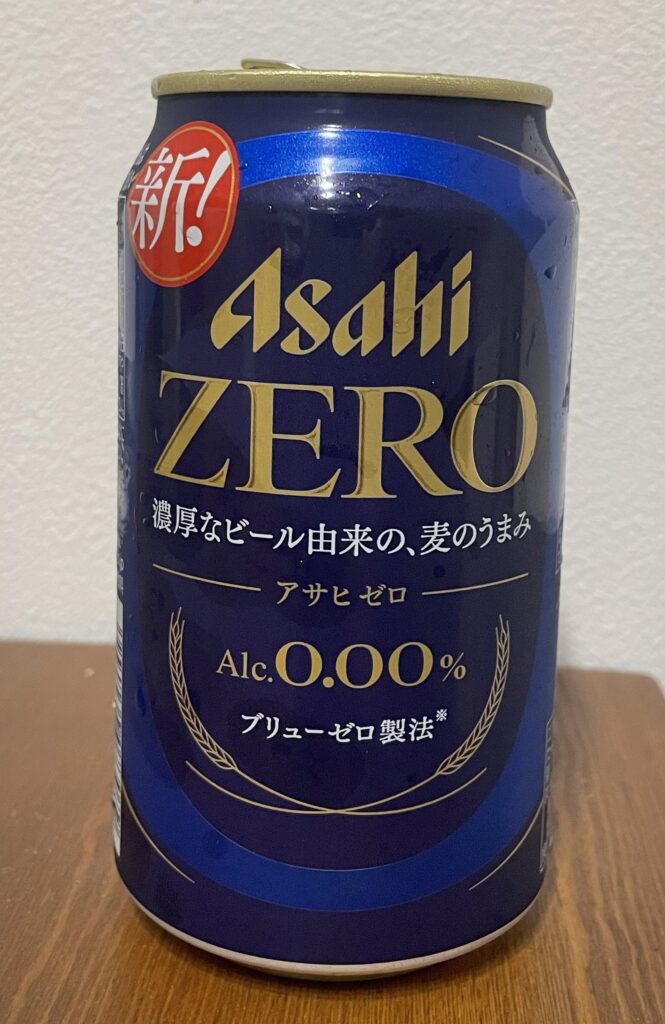 新!
Asahi
ZERO
濃厚なビール由来の、麦のうまみ
アサヒ ゼロ
Alc.0.00%
ブリューゼロ製法※